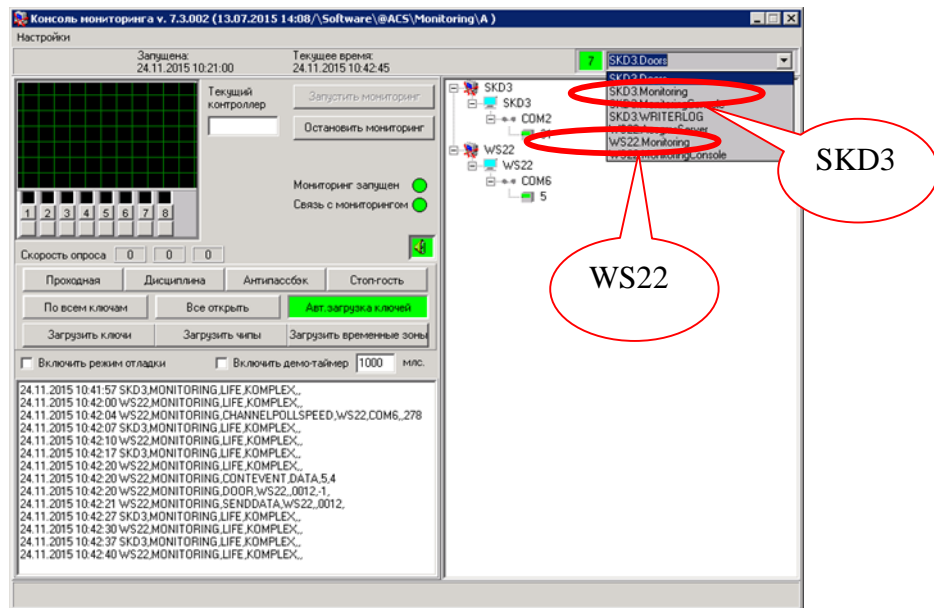 Консоль мониторинга v. 7.3.002 (13.07.2015 14:08/\Software\@ACS\Monitoring\A )
Настройки
Запущена:
24.11.2015 10:21:00
Текущее время:
24.11.2015 10:42:45
7
SKD3.Doors
SKD3.Doors
SKD3.Monitoring
SKD3.WRITERLOG
WS22.Monitoring
WS22.MonitoringConsole
Текущий
контроллер
Запустить мониторинг
Остановить мониторинг
Мониторинг запущен
Связь с мониторингом
1 2 3 4 5 6 7 8
Скорость опроса 0 0 0
Проходная Дисциплина Антипассбэк Стоп-гость
По всем ключам Все открыть Авт.загрузка ключей
Загрузить ключи Загрузить чипы Загрузить временные зоны
Включить режим отладки Включить демо-таймер 1000 млс.
24.11.2015 10:41:57 SKD3,MONITORING,LIFE,KOMPLEX,,
24.11.2015 10:42:00 WS22,MONITORING,LIFE,KOMPLEX,,
24.11.2015 10:42:04 WS22,MONITORING,CHANNELPOLLSPEED,WS22,COM6,,278
24.11.2015 10:42:07 SKD3,MONITORING,LIFE,KOMPLEX,,
24.11.2015 10:42:10 WS22,MONITORING,LIFE,KOMPLEX,,
24.11.2015 10:42:17 SKD3,MONITORING,LIFE,KOMPLEX,,
24.11.2015 10:42:20 WS22,MONITORING,LIFE,KOMPLEX,,
24.11.2015 10:42:20 WS22,MONITORING,CONTEVENT,DATA,5,4
24.11.2015 10:42:20 WS22,MONITORING,DOOR,WS22,,0012,-1,
24.11.2015 10:42:21 WS22,MONITORING,SENDDATA,WS22,,0012,
24.11.2015 10:42:27 SKD3,MONITORING,LIFE,KOMPLEX,,
24.11.2015 10:42:30 WS22,MONITORING,LIFE,KOMPLEX,,
24.11.2015 10:42:37 SKD3,MONITORING,LIFE,KOMPLEX,,
24.11.2015 10:42:40 WS22,MONITORING,LIFE,KOMPLEX,,
SKD3
SKD3
COM2
WS22
WS22
COM6
5
SKD3
WS22